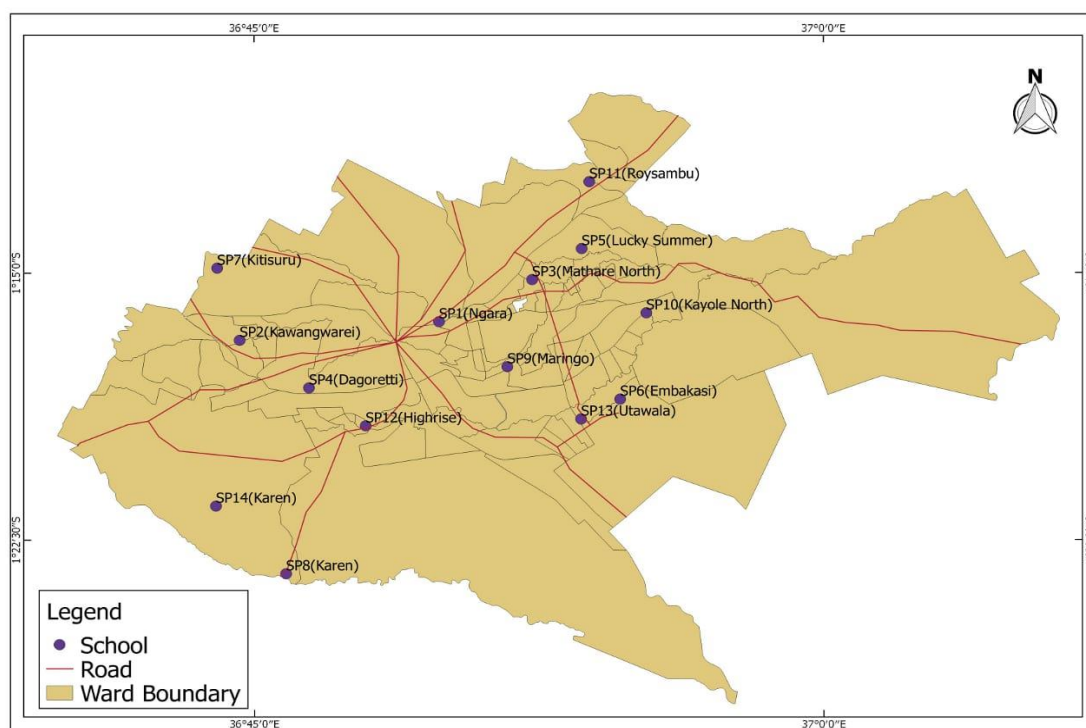 36°45'0"E
37°0'0"E
N
SP11(Roysambu)
SP5(Lucky Summer)
SP7(Kitisuru)
SP3(Mathare North)
1°15'0"S
SP10(Kayole North)
SP1(Ngara)
SP2(Kawangwarei)
SP9(Maringo)
SP4(Dagoretti)
SP6(Embakasi)
SP13(Utawala)
SP12(Highrise)
SP14(Karen)
1°22'30"S
SP8(Karen)
Legend
School
Road
Ward Boundary
36°45'0"E
37°0'0"E